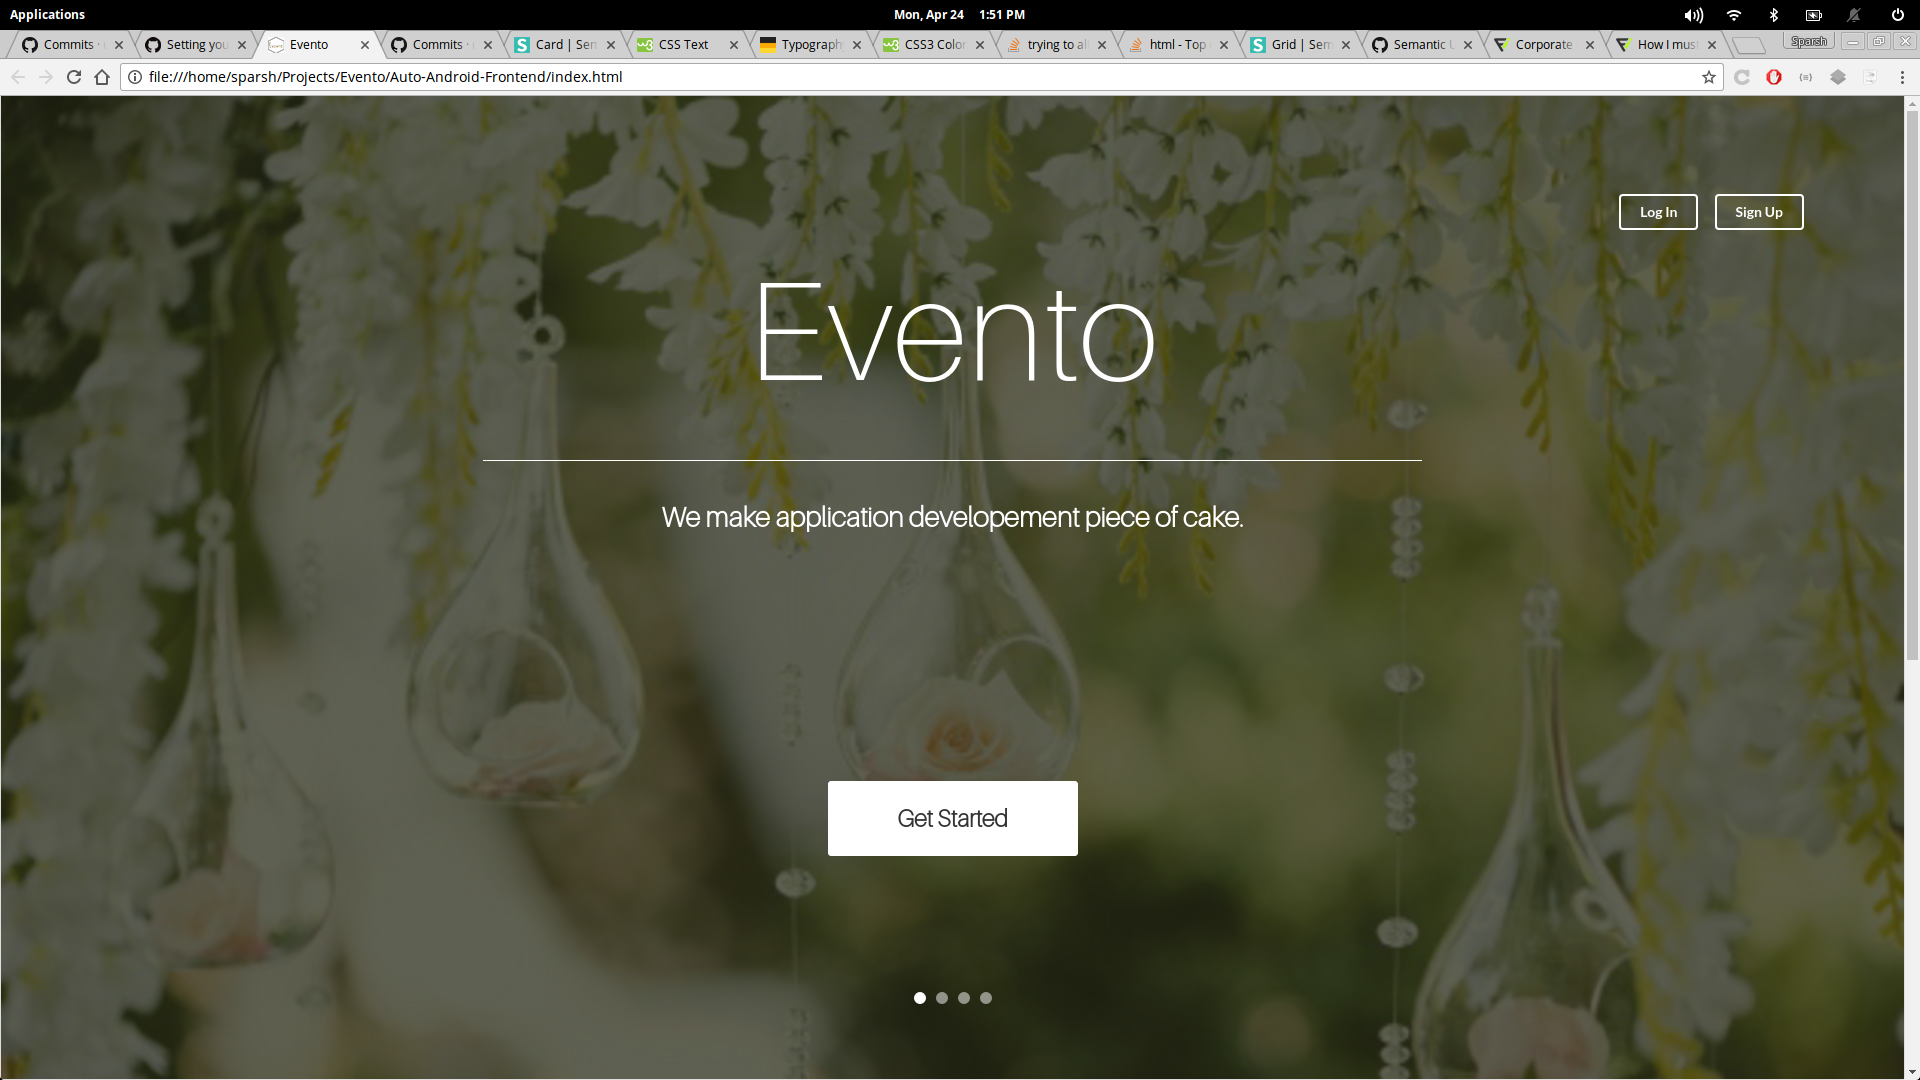 Applications
Mon, Apr 24 1:51 PM
Commits ·
Setting you
Evento
Commits ·
Card | Sem
CSS Text
Typograph
CSS3 Color
trying to al
html - Top
Grid | Sem
Semantic U
Corporate
How I mus
Sparsh
file:///home/sparsh/Projects/Evento/Auto-Android-Frontend/index.html
Log In
Sign Up
Evento
We make application developement piece of cake.
Get Started